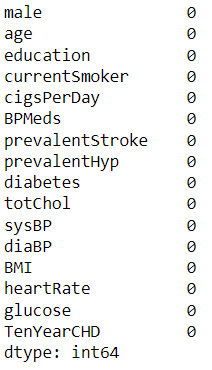 male 0
age 0
education 0
currentSmoker 0
cigsPerDay 0
BPMeds 0
prevalentStroke 0
prevalentHyp 0
diabetes 0
totChol 0
sysBP 0
diaBP 0
BMI 0
heartRate 0
glucose 0
TenYearCHD 0
dtype: int64